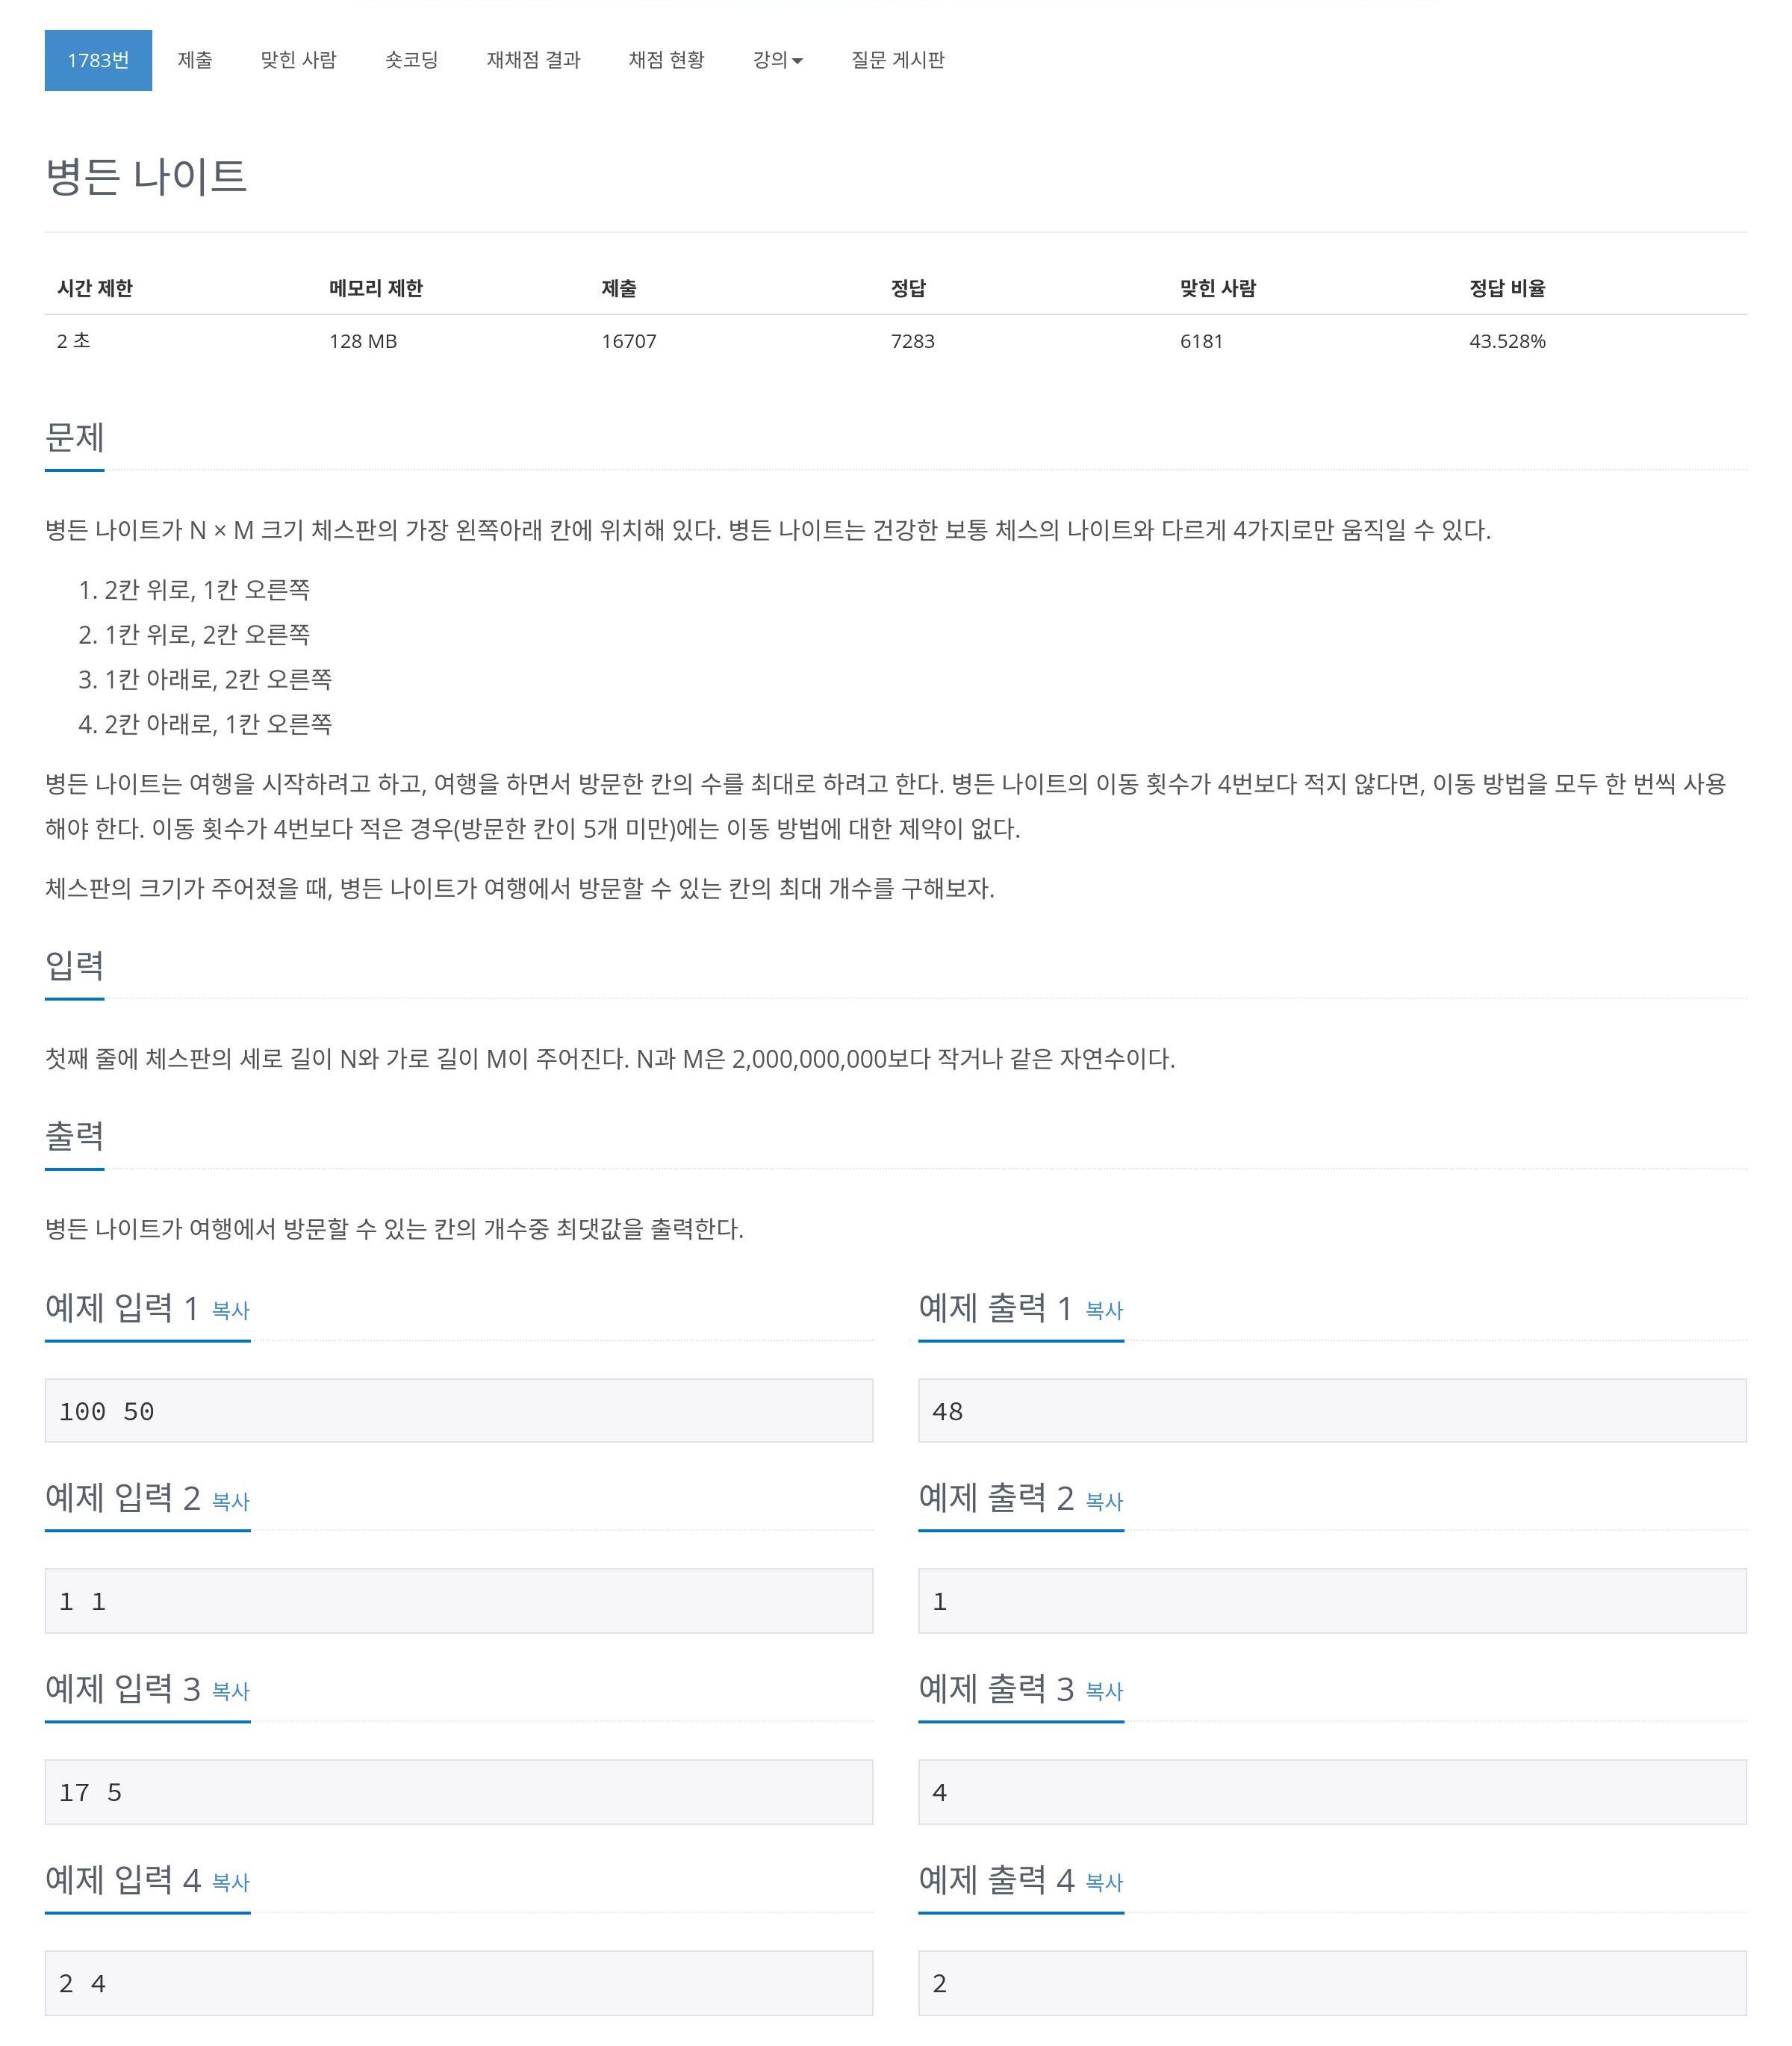 1783번 제출 맞힌 사람 숏코딩 재채점 결과 채점 현황 강의 질문 게시판
병든 나이트
시간 제한 메모리 제한 제출 정답 맞힌 사람 정답 비율
2 초 128 MB 16707 7283 6181 43.528%
문제
병든 나이트가 N × M 크기 체스판의 가장 왼쪽아래 칸에 위치해 있다. 병든 나이트는 건강한 보통 체스의 나이트와 다르게 4가지로만 움직일 수 있다.
1. 2칸 위로, 1칸 오른쪽
2. 1칸 위로, 2칸 오른쪽
3. 1칸 아래로, 2칸 오른쪽
4. 2칸 아래로, 1칸 오른쪽
병든 나이트는 여행을 시작하려고 하고, 여행을 하면서 방문한 칸의 수를 최대로 하려고 한다. 병든 나이트의 이동 횟수가 4번보다 적지 않다면, 이동 방법을 모두 한 번씩 사용
해야 한다. 이동 횟수가 4번보다 적은 경우(방문한 칸이 5개 미만)에는 이동 방법에 대한 제약이 없다.
체스판의 크기가 주어졌을 때, 병든 나이트가 여행에서 방문할 수 있는 칸의 최대 개수를 구해보자.
입력
첫째 줄에 체스판의 세로 길이 N와 가로 길이 M이 주어진다. N과 M은 2,000,000,000보다 작거나 같은 자연수이다.
출력
병든 나이트가 여행에서 방문할 수 있는 칸의 개수중 최댓값을 출력한다.
예제 입력 1 복사
100 50
예제 출력 1 복사
48
예제 입력 2 복사
1 1
예제 출력 2 복사
1
예제 입력 3 복사
17 5
예제 출력 3 복사
4
예제 입력 4 복사
2 4
예제 출력 4 복사
2